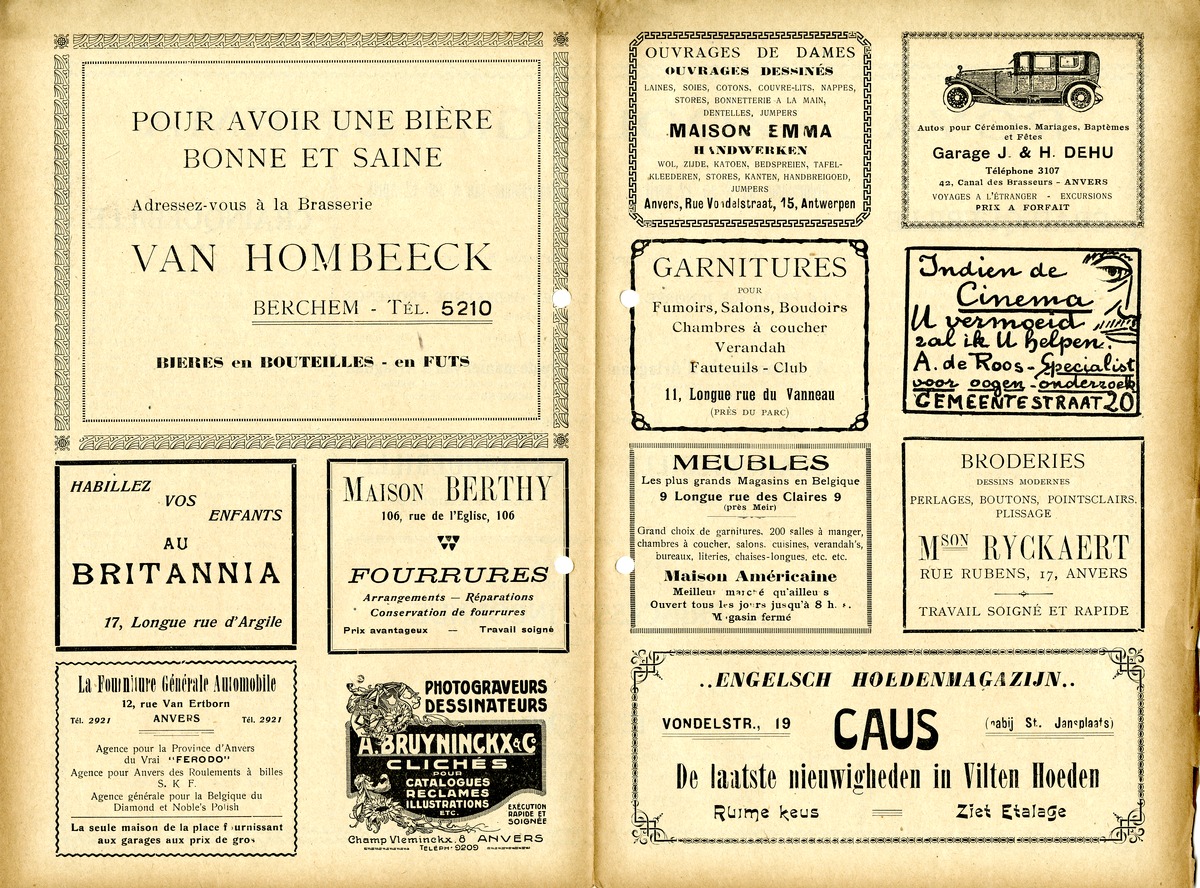 POUR AVOIR UNE BIÈRE
BONNE ET SAINE
Adressez-vous à la Brasserie
VAN HOMBEECK
BERCHEM - TÉL. 5210
BIERES en BOUTEILLES - en FUTS
HABILLEZ
VOS
ENFANTS
AU
BRITANNIA
17, Longue rue d'Argile
MAISON BERTHY
106, rue de l'Eglise, 106
FOURRURES
Arrangements — Réparations
Conservation de fourrures
Prix avantageux — Travail soigné
La Fourniture Générale Automobile
12, rue Van Ertborn
Tél. 2921 ANVERS Tél. 2921
Agence pour la Province d'Anvers
du Vrai "FERODO"
Agence pour Anvers des Roulements à billes
S. K. F.
Agence générale pour la Belgique du
Diamond et Noble's Polish
La seule maison de la place fournissant
aux garages aux prix de gros
PHOTOGRAVEURS
DESSINATEURS
A. BRUYNINCKX & Co
CLICHÉS
POUR
CATALOGUES
RECLAMES
ILLUSTRATIONS
ETC.
EXÉCUTION
RAPIDE ET
SOIGNÉE
Champ Vleminckx. 8 ANVERS
TELEPH· 9209
OUVRAGES DE DAMES
OUVRAGES DESSINÉS
LAINES, SOIES, COTONS, COUVRE-LITS, NAPPES,
STORES, BONNETTERIE A LA MAIN,
DENTELLES, JUMPERS
MAISON EMMA
HANDWERKEN
WOL, ZIJDE, KATOEN, BEDSPREIEN, TAFEL-
KLEEDEREN, STORES, KANTEN, HANDBREIGOED,
JUMPERS
Anvers, Rue Vondelstraat, 15, Antwerpen
Autos pour Cérémonies, Mariages, Baptèmes
et Fêtes
Garage J. & H. DEHU
Téléphone 3107
42, Canal des Brasseurs - ANVERS
VOYAGES A L'ÉTRANGER - EXCURSIONS
PRIX A FORFAIT
GARNITURES
POUR
Fumoirs, Salons, Boudoirs
Chambres à coucher
Verandah
Fauteuils - Club
11, Longue rue du Vanneau
(PRÈS DU PARC)
Indien de
Cinema
U vermoeid
zal ik U helpen.
A. de Roos - Specialist
voor oogen - onderzoek
GEMEENTESTRAAT 20
MEUBLES
Les plus grands Magasins en Belgique
9 Longue rue des Claires 9
(près Meir)
Grand choix de garnitures. 200 salles à manger,
chambres à coucher, salons, cuisines, verandah's,
bureaux, literies, chaises-longues, etc. etc.
Maison Américaine
Meilleur marché qu'ailleurs
Ouvert tous les jours jusqu'à 8 h. s.
Magasin fermé
BRODERIES
DESSINS MODERNES
PERLAGES, BOUTONS, POINTSCLAIRS,
PLISSAGE
MSON RYCKAERT
RUE RUBENS, 17, ANVERS
TRAVAIL SOIGNÉ ET RAPIDE
..ENGELSCH HOEDENMAGAZIJN..
VONDELSTR., 19 CAUS (nabij St. Jansplaats)
De laatste nieuwigheden in Vilten Hoeden
Ruime keus Ziet Etalage